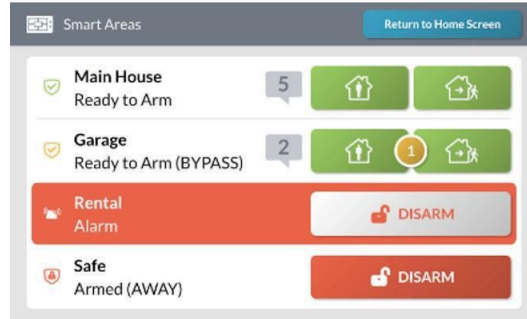 Smart Areas
Return to Home Screen
Main House
Ready to Arm
5
Garage
Ready to Arm (BYPASS)
2
1
Rental
Alarm
DISARM
Safe
Armed (AWAY)
DISARM